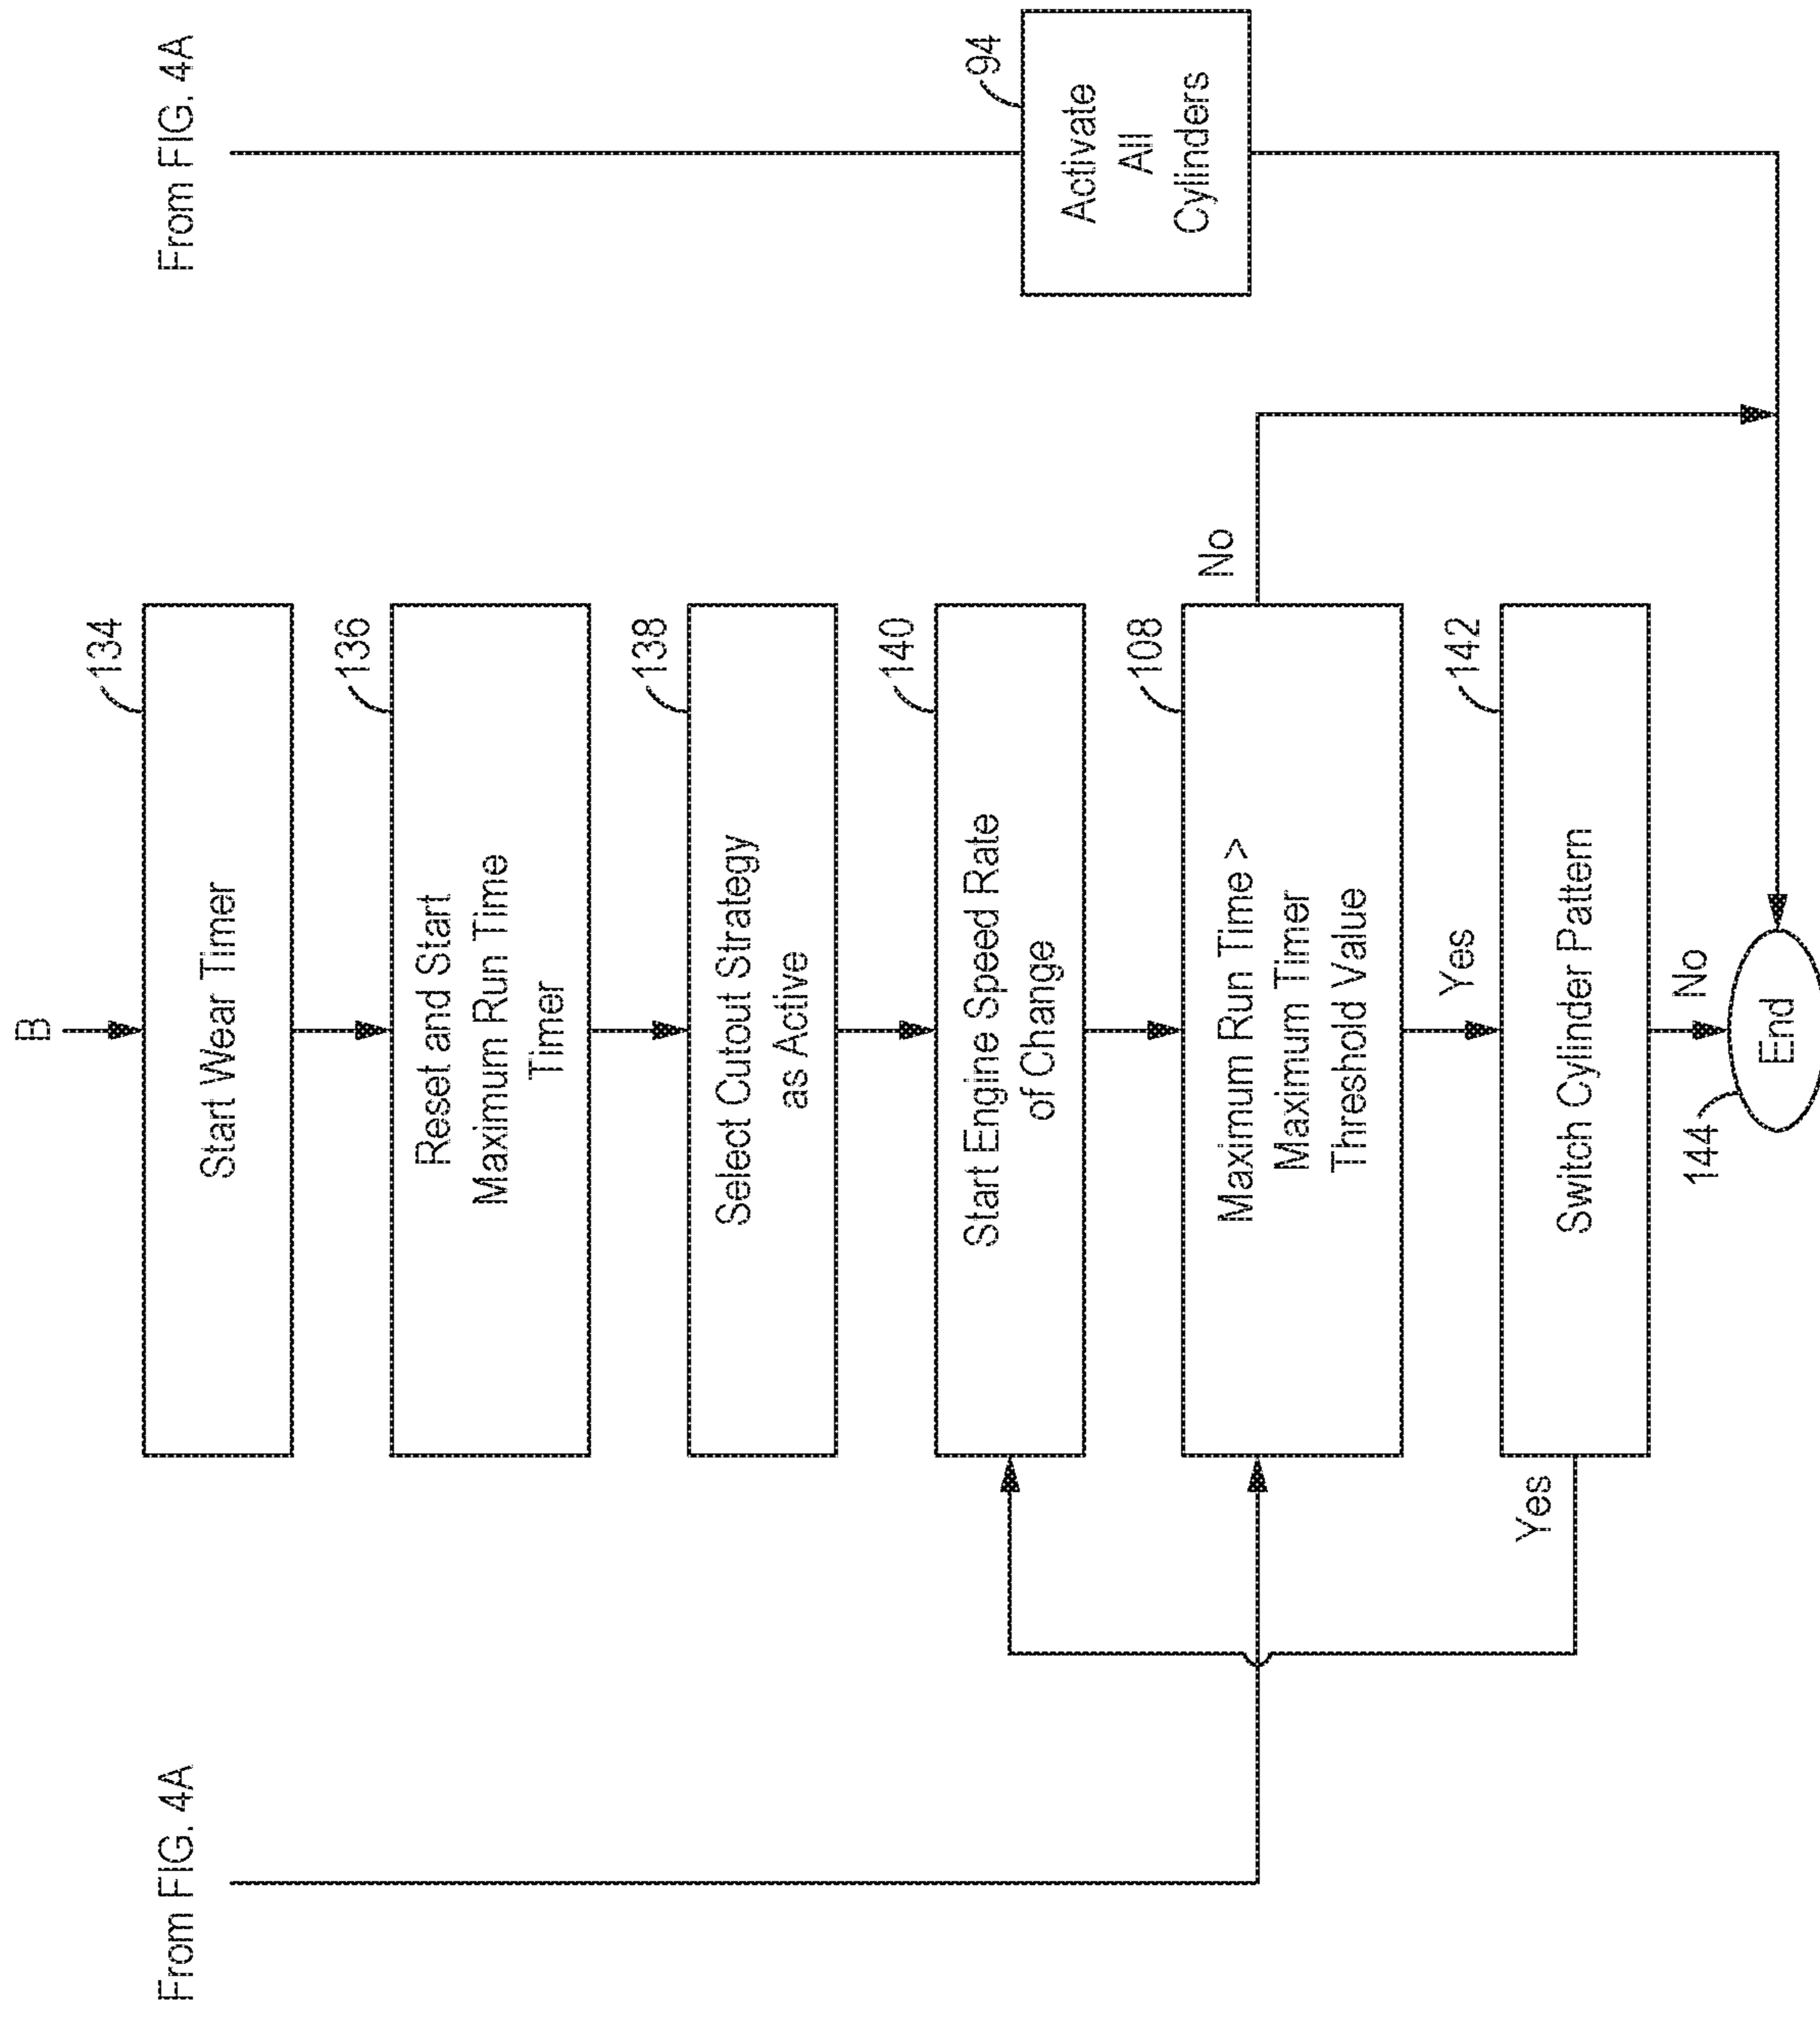 From FIG. 4A
B
From FIG. 4A
134
Start Wear Timer
136
Reset and Start
Maximum Run Time
Timer
138
Select Cutout Strategy
as Active
140
Start Engine Speed Rate
of Change
94
Activate
All
Cylinders
108
Maximum Run Time >
Maximum Timer
Threshold Value
No
Yes
142
Switch Cylinder Pattern
Yes
No
144
End